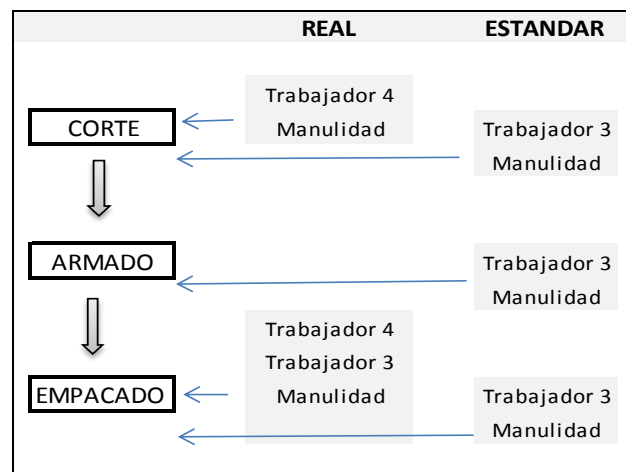 REAL ESTANDAR
Trabajador 4
CORTE Manulidad Trabajador 3
Manulidad
ARMADO Trabajador 3
Manulidad
Trabajador 4
Trabajador 3
EMPACADO Manulidad Trabajador 3
Manulidad